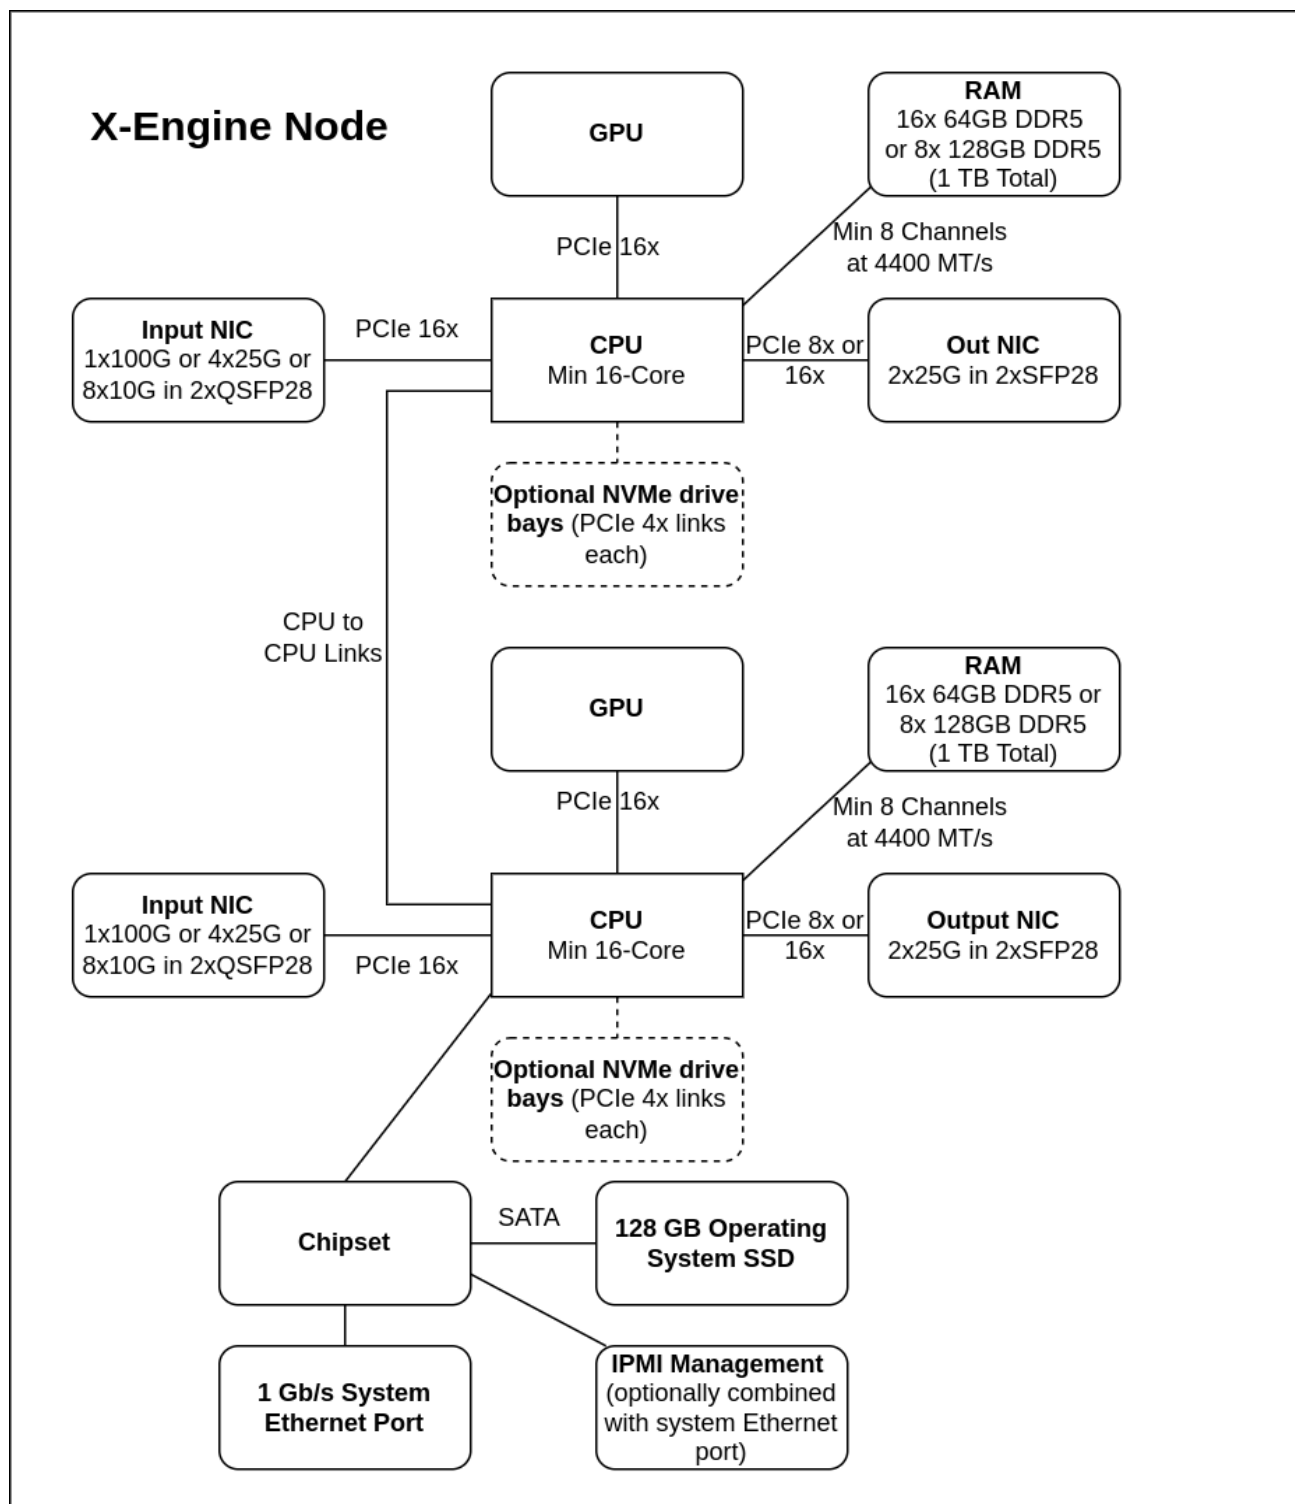 X-Engine Node
GPU
RAM
16x 64GB DDR5
or 8x 128GB DDR5
(1 TB Total)
PCIe 16x
Min 8 Channels
at 4400 MT/s
Input NIC
1x100G or 4x25G or
8x10G in 2xQSFP28
PCIe 16x
CPU
Min 16-Core
PCIe 8x or
16x
Out NIC
2x25G in 2xSFP28
Optional NVMe drive
bays (PCIe 4x links
each)
CPU to
CPU Links
GPU
RAM
16x 64GB DDR5 or
8x 128GB DDR5
(1 TB Total)
PCIe 16x
Min 8 Channels
at 4400 MT/s
Input NIC
1x100G or 4x25G or
8x10G in 2xQSFP28
PCIe 16x
CPU
Min 16-Core
PCIe 8x or
16x
Output NIC
2x25G in 2xSFP28
Optional NVMe drive
bays (PCIe 4x links
each)
Chipset
SATA
128 GB Operating
System SSD
1 Gb/s System
Ethernet Port
IPMI Management
(optionally combined
with system Ethernet
port)